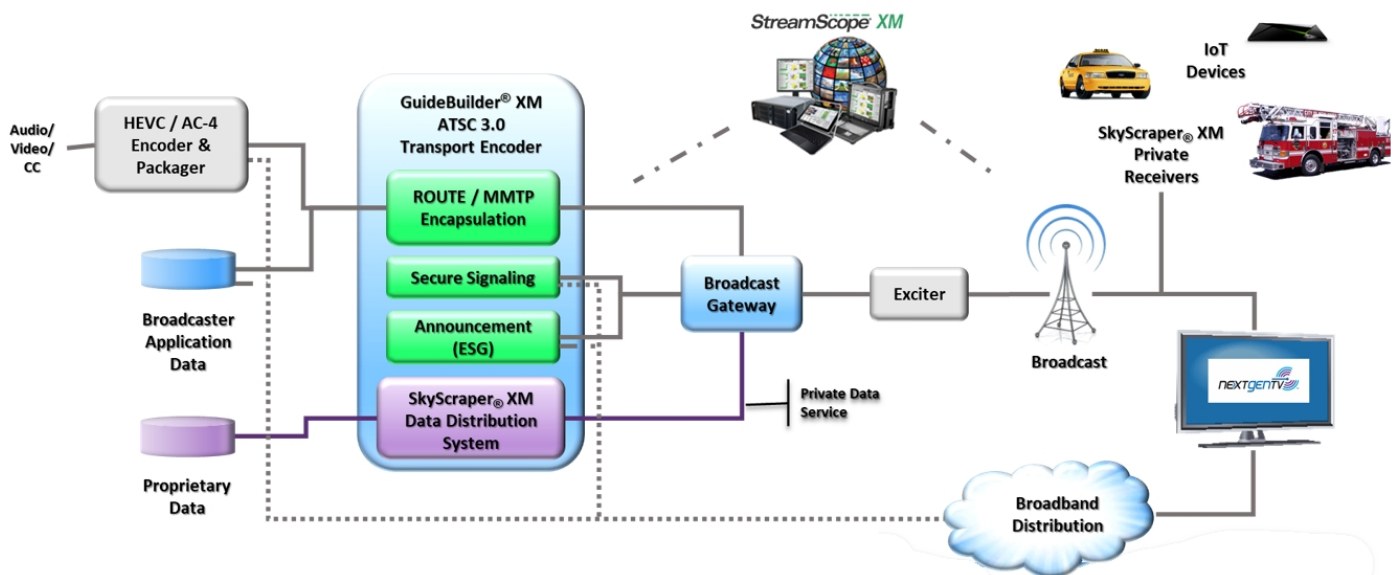 StreamScope XM
IoT
Devices
GuideBuilder® XM
ATSC 3.0
Transport Encoder
HEVC / AC-4
Encoder &
Packager
Audio/
Video/
CC
SkyScraper® XM
Private
Receivers
ROUTE / MMTP
Encapsulation
Secure Signaling
Broadcast
Gateway
Exciter
Broadcaster
Application
Data
Announcement
(ESG)
Broadcast
NEXTGENTV
SkyScraper® XM
Data Distribution
System
Private Data
Service
Proprietary
Data
Broadband
Distribution